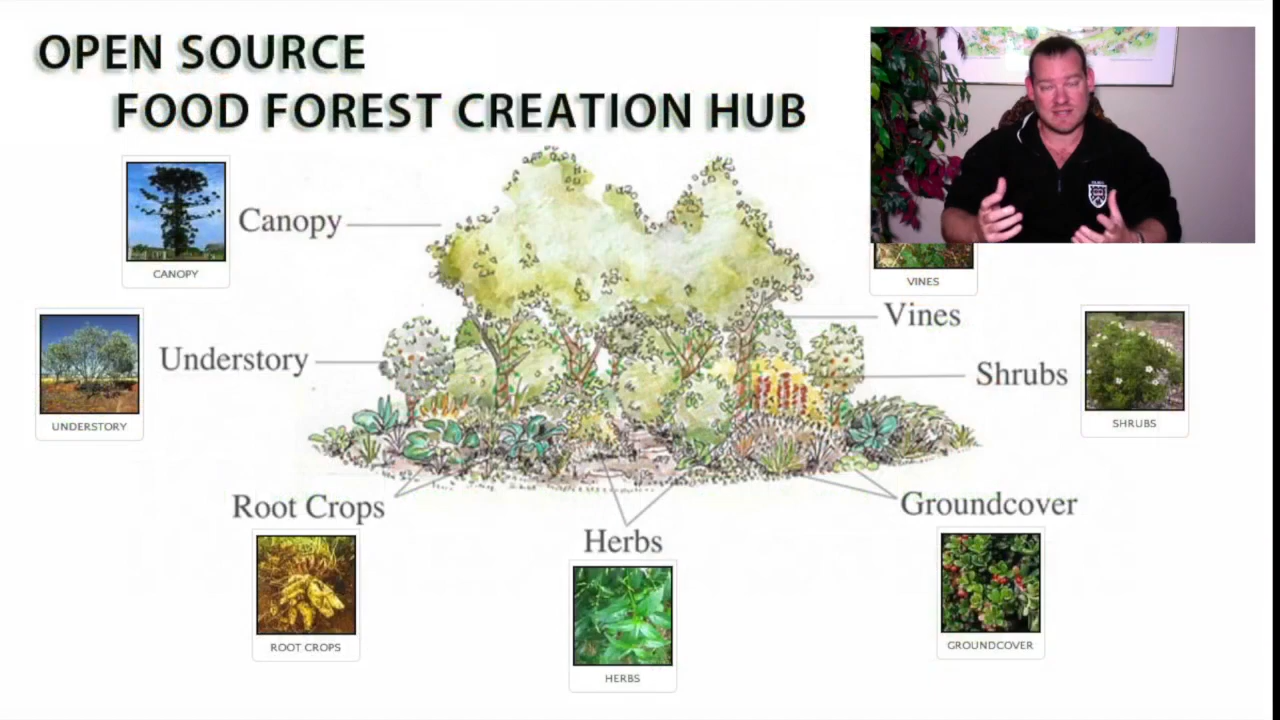 OPEN SOURCE
FOOD FOREST CREATION HUB
Canopy
CANOPY
VINES
Vines
Understory
UNDERSTORY
Shrubs
SHRUBS
Root Crops
ROOT CROPS
Herbs
HERBS
Groundcover
GROUNDCOVER